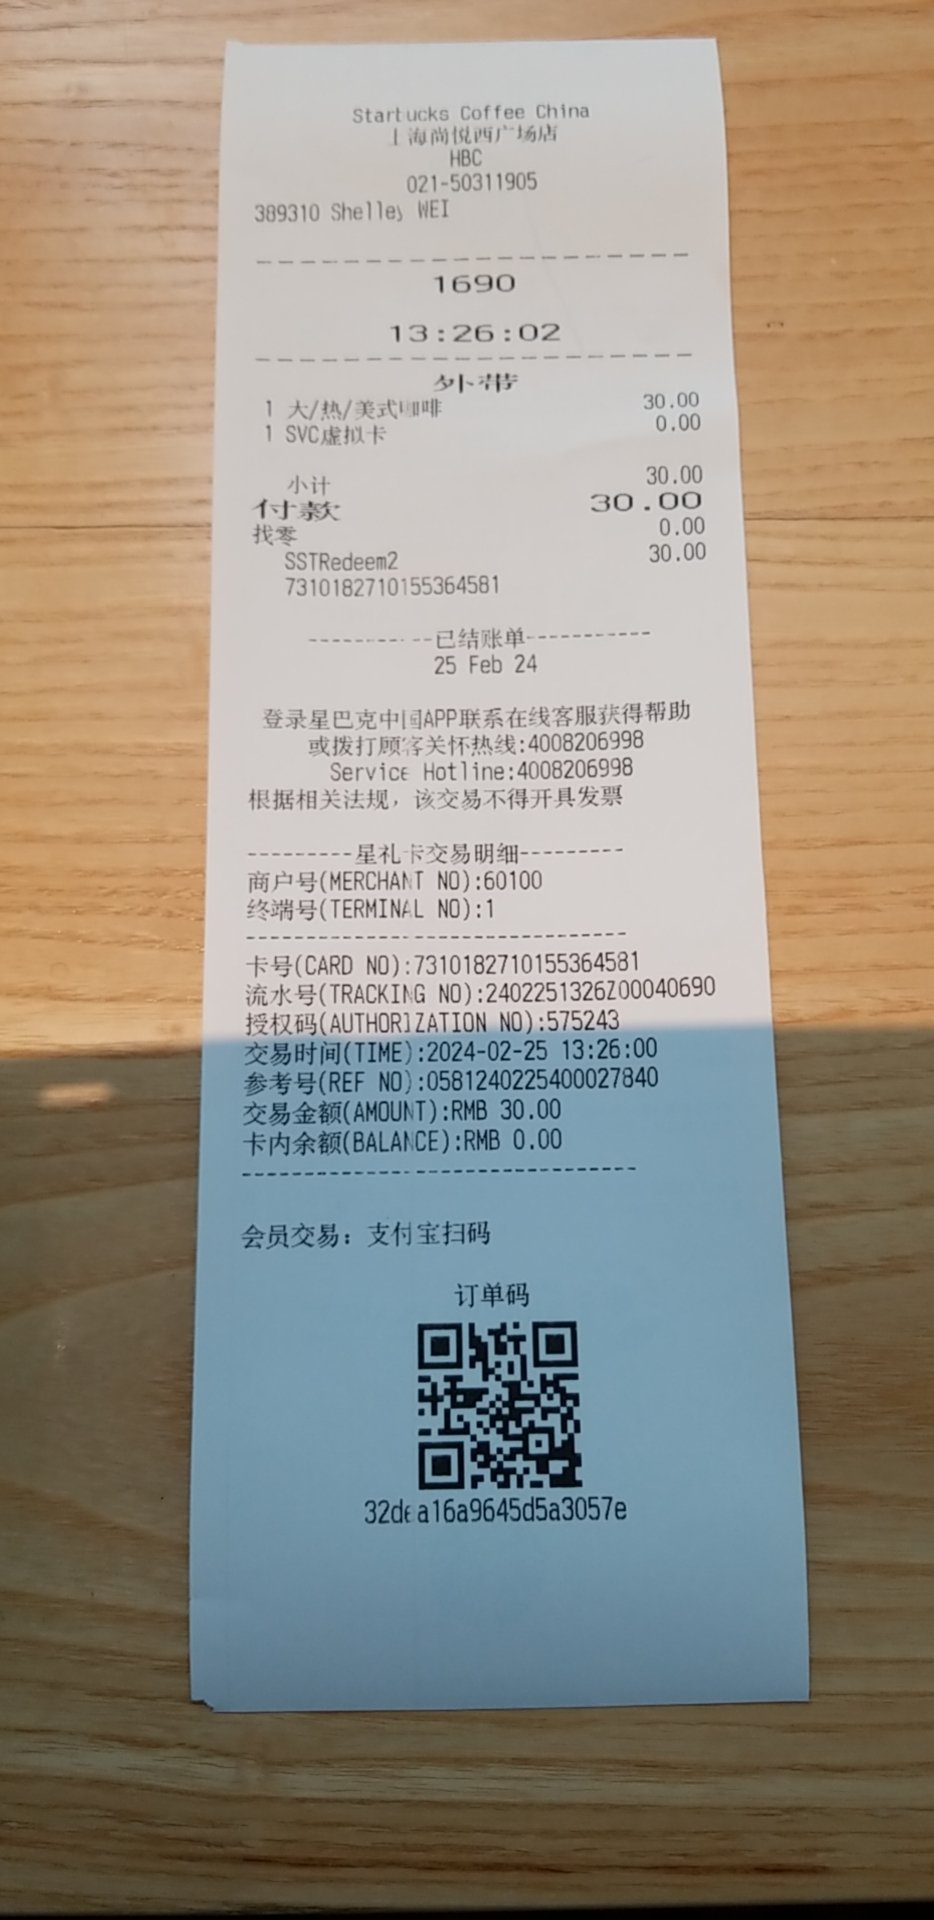 Starbucks Coffee China
上海尚悦西广场店
HBC
021-50311905
389310 Shelley WEI
1690
13:26:02
外带
1 大/热/美式咖啡 30.00
1 SVC虚拟卡 0.00
小计 30.00
付款 30.00
找零 0.00
SSTRedeem2 30.00
7310182710155364581
-----------已结账单-----------
25 Feb 24
登录星巴克中国APP联系在线客服获得帮助
或拨打顾客关怀热线:4008206998
Service Hotline:4008206998
根据相关法规，该交易不得开具发票
---------星礼卡交易明细---------
商户号(MERCHANT NO):60100
终端号(TERMINAL NO):1
卡号(CARD NO):7310182710155364581
流水号(TRACKING NO):2402251326Z00040690
授权码(AUTHORIZATION NO):575243
交易时间(TIME):2024-02-25 13:26:00
参考号(REF NO):0581240225400027840
交易金额(AMOUNT):RMB 30.00
卡内余额(BALANCE):RMB 0.00
会员交易：支付宝扫码
订单码
32dea16a9645d5a3057e